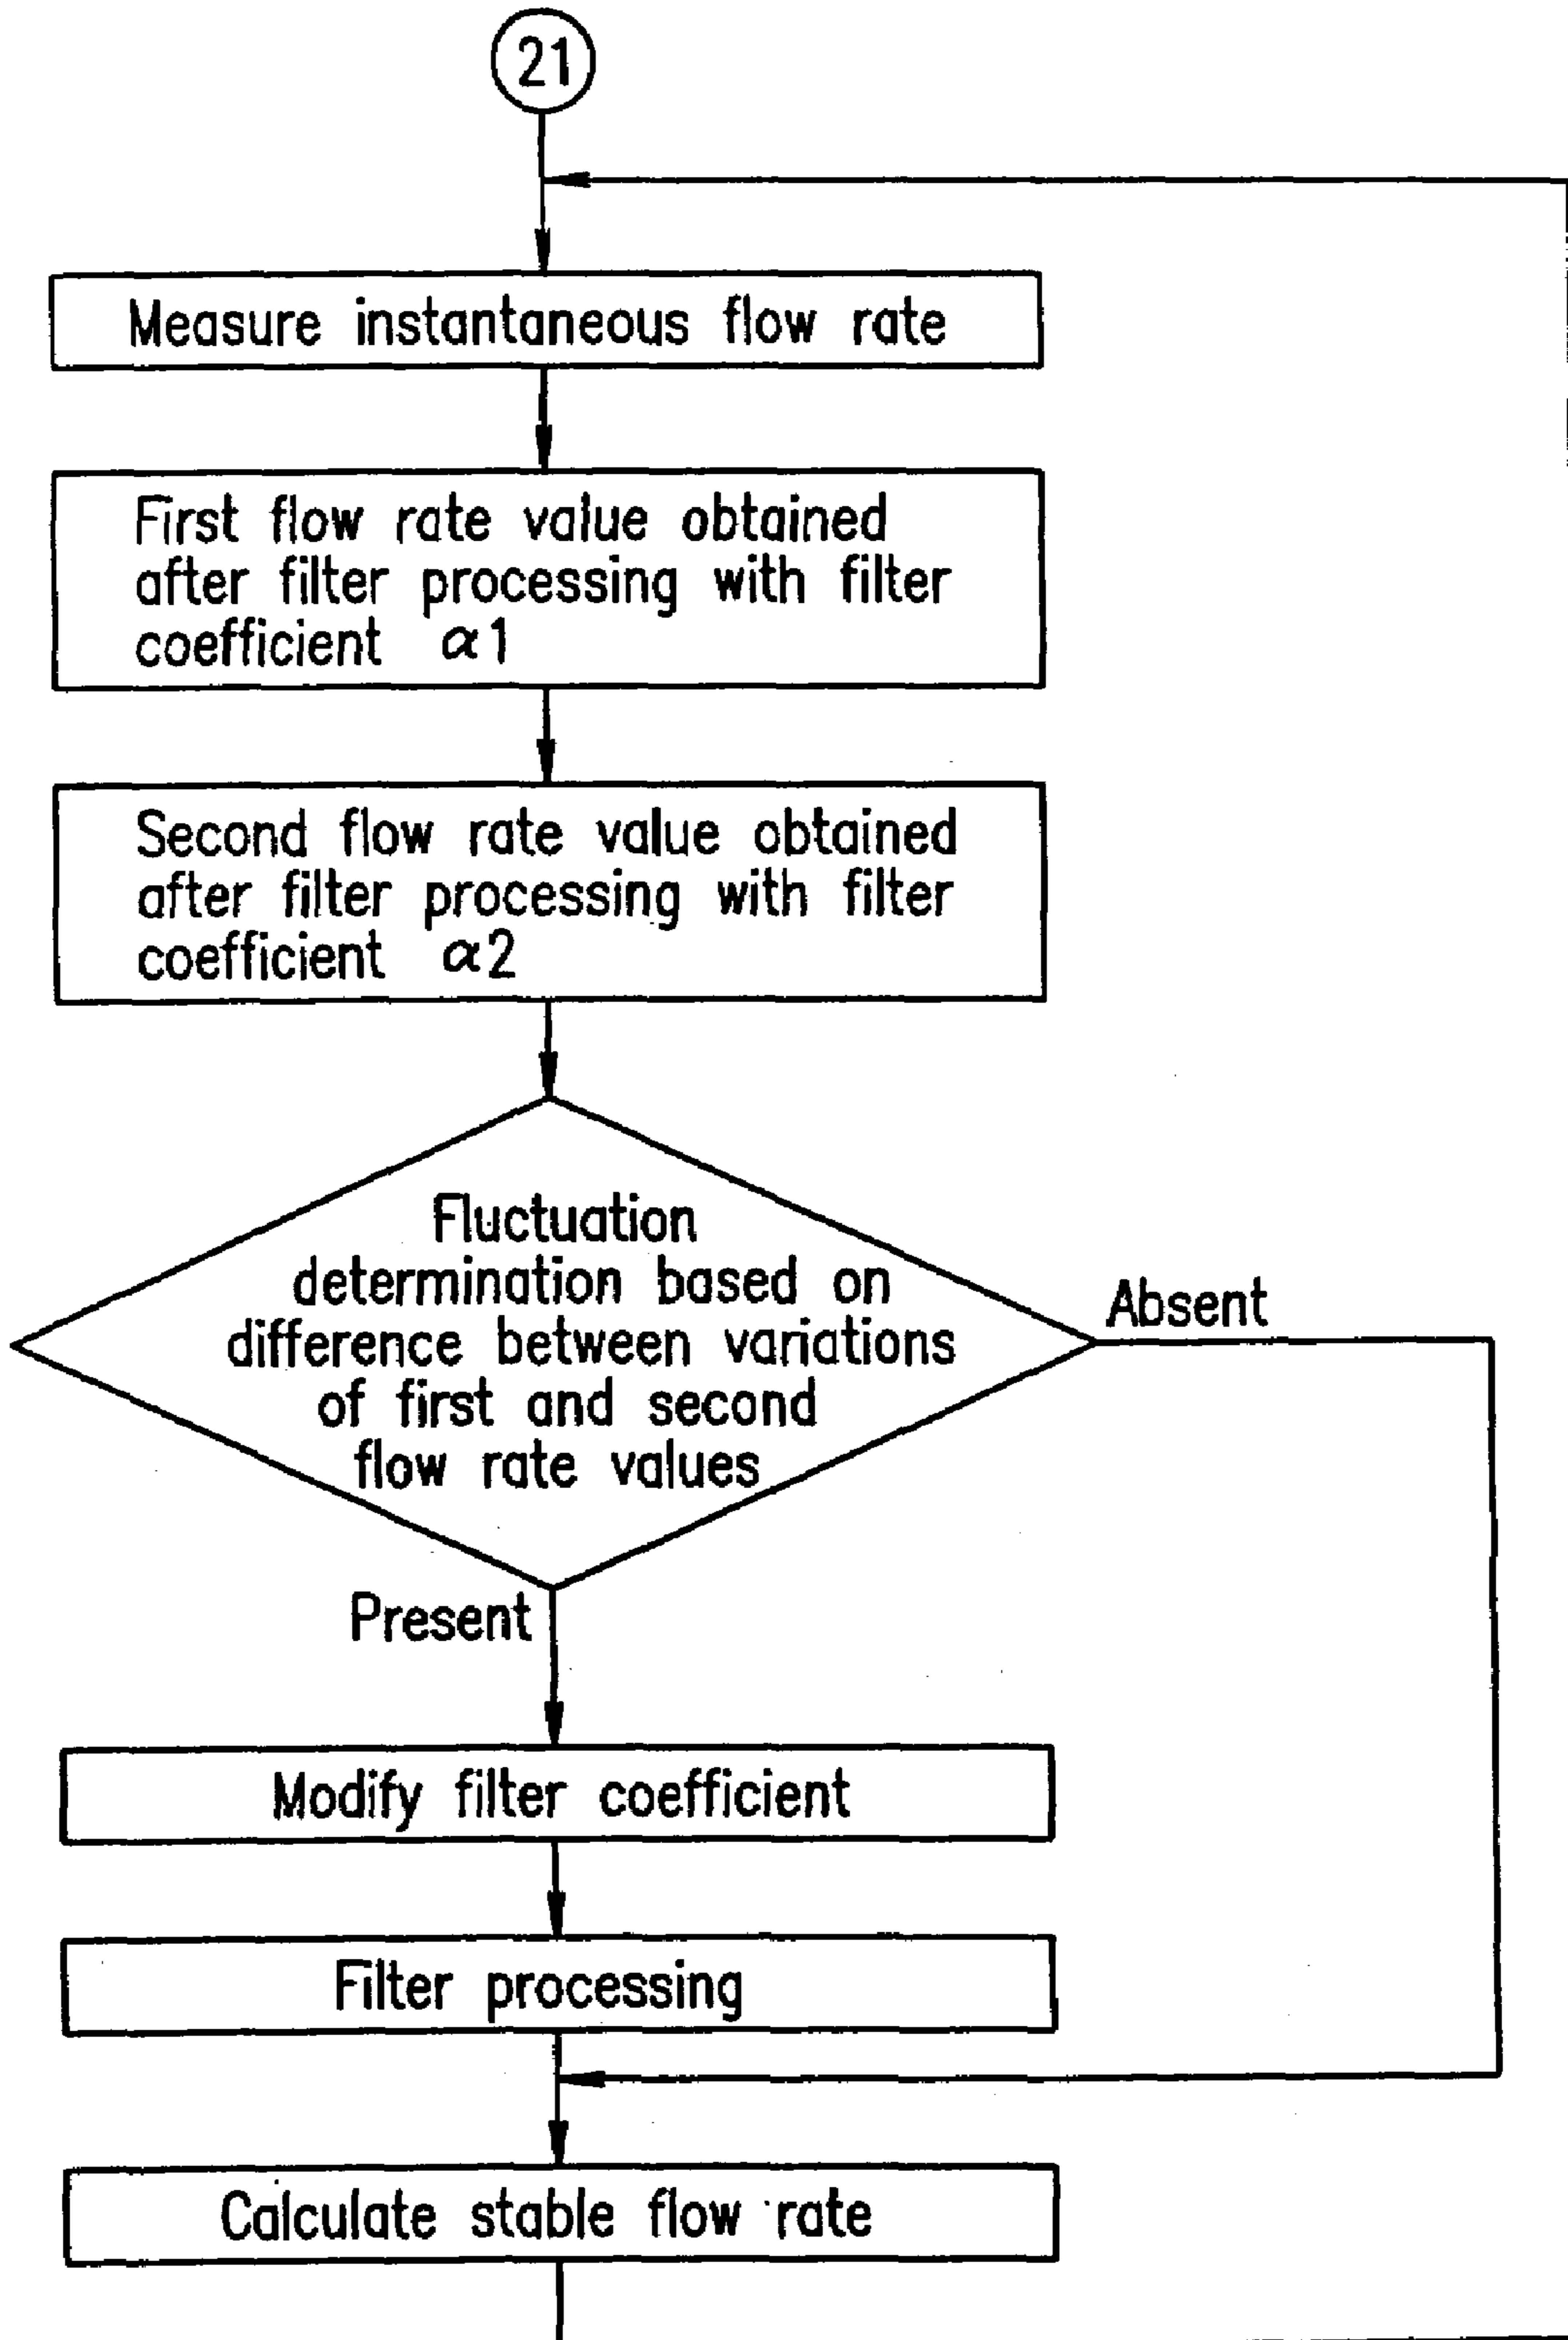 21
Measure instantaneous flow rate
First flow rate value obtained
after filter processing with filter
coefficient α1
Second flow rate value obtained
after filter processing with filter
coefficient α2
Fluctuation
determination based on
difference between variations
of first and second
flow rate values
Absent
Present
Modify filter coefficient
Filter processing
Calculate stable flow rate